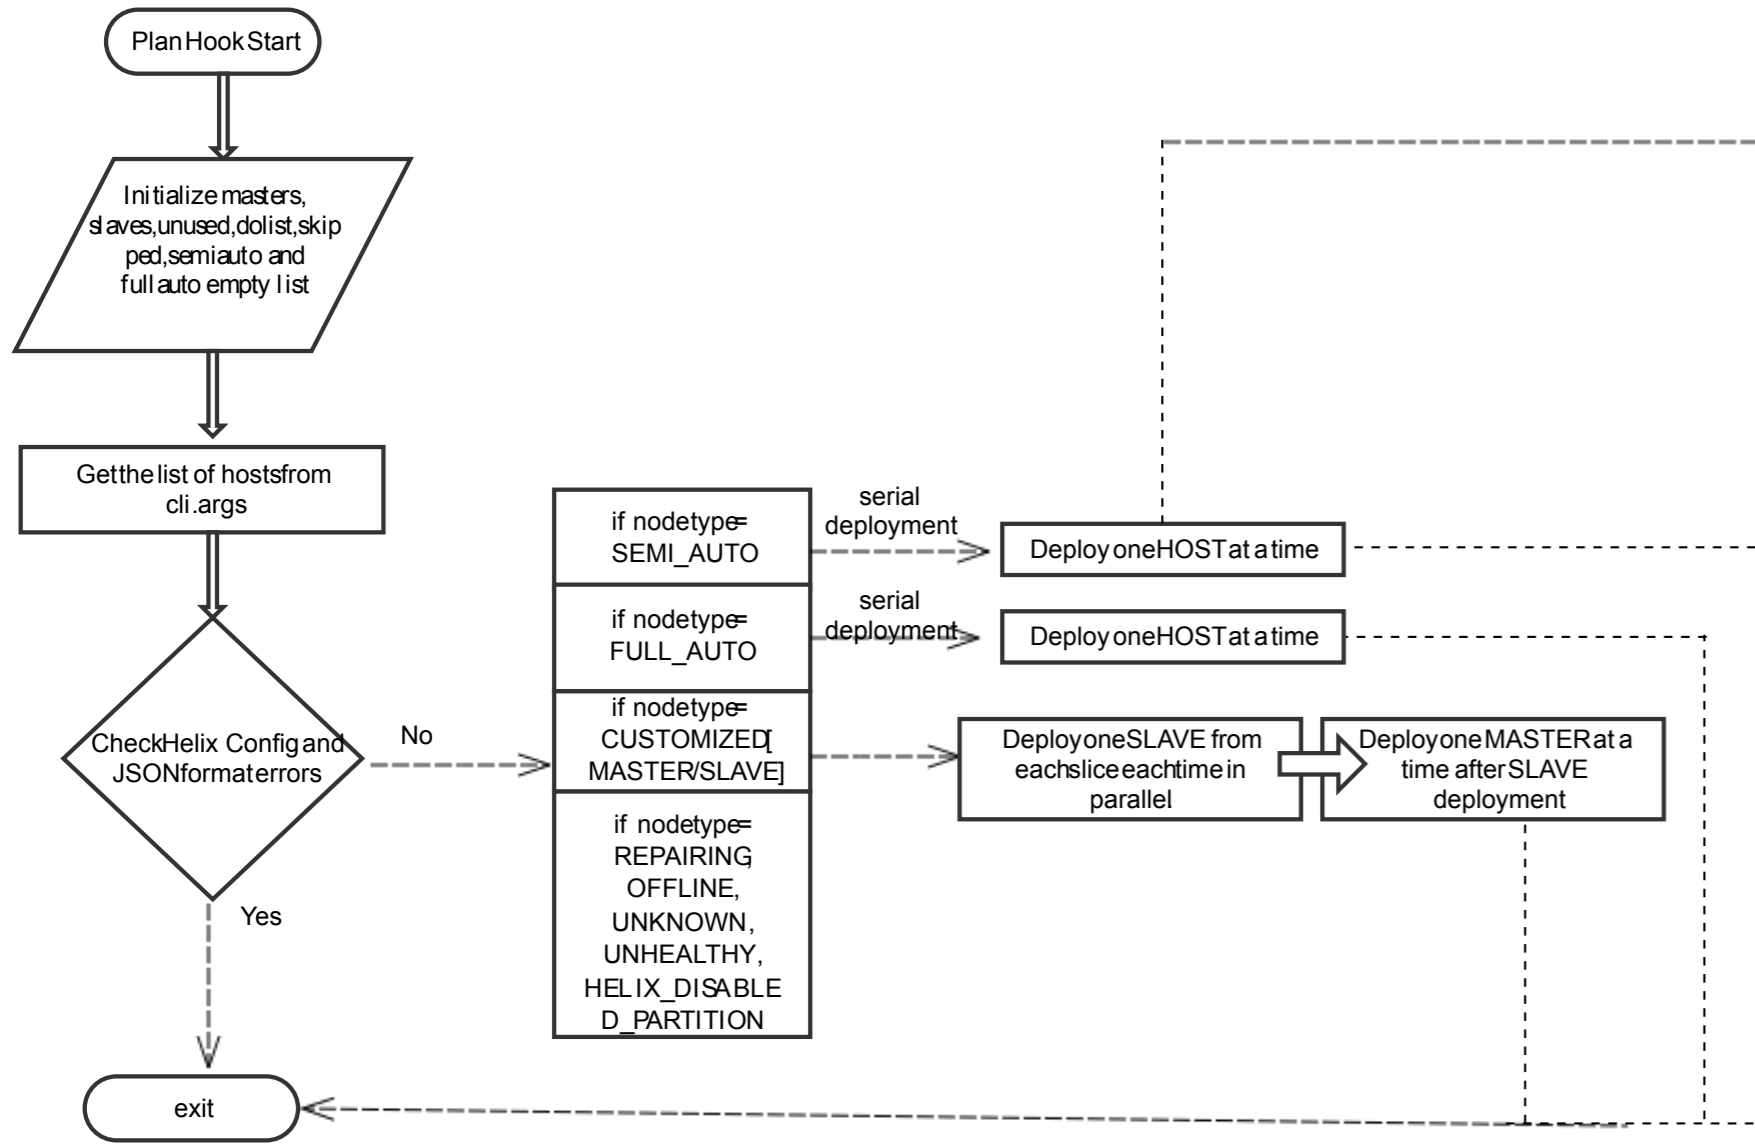 Plan Hook Start
Initialize masters,
slaves,unused,dolist,skip
ped,semiauto and
full auto empty list
Get the list of hosts from
cli.args
Check Helix Config and
JSON format errors
No
Yes
exit
if nodetype=
SEMI_AUTO
serial
deployment
Deploy one HOST at a time
if nodetype=
FULL_AUTO
serial
deployment
Deploy one HOST at a time
if nodetype=
CUSTOMIZED[
MASTER/SLAVE]
Deploy one SLAVE from
each slice each time in
parallel.
Deploy one MASTER at a
time after SLAVE
deployment
if nodetype=
REPAIRING,
OFFLINE,
UNKNOWN,
UNHEALTHY,
HELIX_DISABLE
D_PARTITION